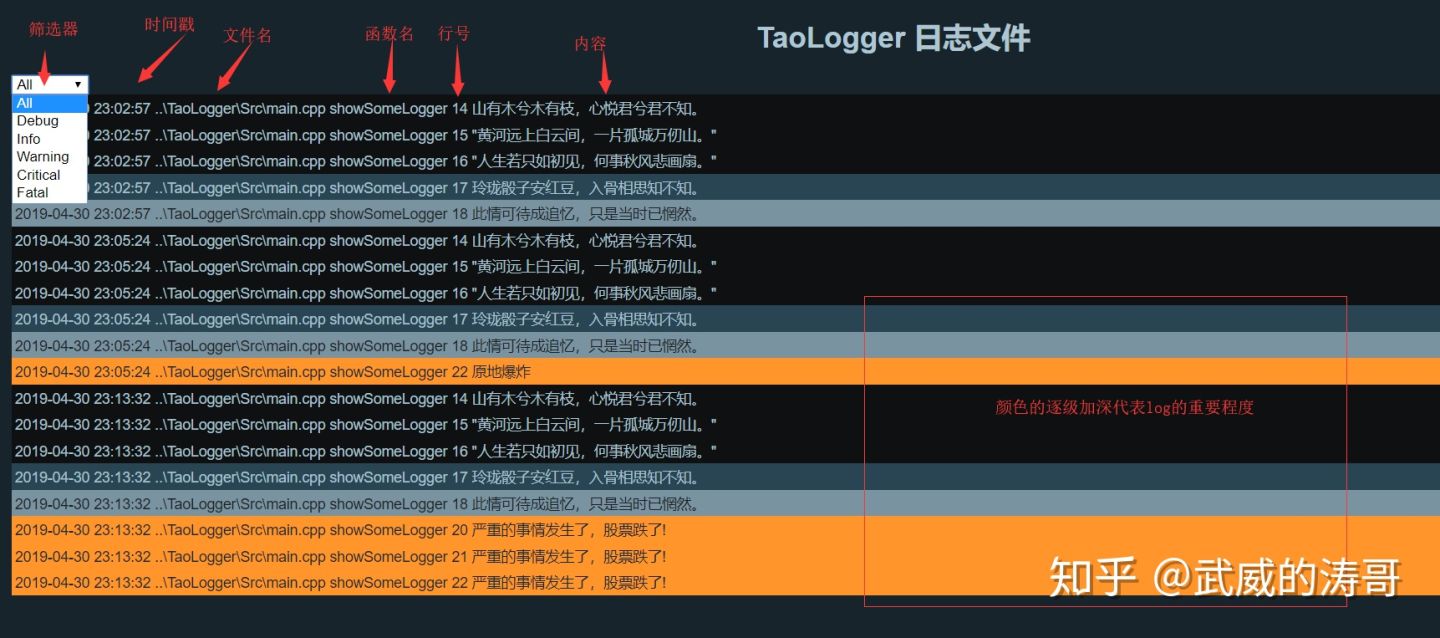 筛选器 时间戳 文件名 函数名 行号 内容
TaoLogger 日志文件
All
All
Debug
Info
Warning
Critical
Fatal
0 23:02:57 ..\TaoLogger\Src\main.cpp showSomeLogger 14 山有木兮木有枝，心悦君兮君不知。
23:02:57 ..\TaoLogger\Src\main.cpp showSomeLogger 15 "黄河远上白云间，一片孤城万仞山。"
23:02:57 ..\TaoLogger\Src\main.cpp showSomeLogger 16 "人生若只如初见，何事秋风悲画扇。"
23:02:57 ..\TaoLogger\Src\main.cpp showSomeLogger 17 玲珑骰子安红豆，入骨相思知不知。
2019-04-30 23:02:57 ..\TaoLogger\Src\main.cpp showSomeLogger 18 此情可待成追忆，只是当时已惘然。
2019-04-30 23:05:24 ..\TaoLogger\Src\main.cpp showSomeLogger 14 山有木兮木有枝，心悦君兮君不知。
2019-04-30 23:05:24 ..\TaoLogger\Src\main.cpp showSomeLogger 15 "黄河远上白云间，一片孤城万仞山。"
2019-04-30 23:05:24 ..\TaoLogger\Src\main.cpp showSomeLogger 16 "人生若只如初见，何事秋风悲画扇。"
2019-04-30 23:05:24 ..\TaoLogger\Src\main.cpp showSomeLogger 17 玲珑骰子安红豆，入骨相思知不知。
2019-04-30 23:05:24 ..\TaoLogger\Src\main.cpp showSomeLogger 18 此情可待成追忆，只是当时已惘然。
2019-04-30 23:05:24 ..\TaoLogger\Src\main.cpp showSomeLogger 22 原地爆炸
2019-04-30 23:13:32 ..\TaoLogger\Src\main.cpp showSomeLogger 14 山有木兮木有枝，心悦君兮君不知。
2019-04-30 23:13:32 ..\TaoLogger\Src\main.cpp showSomeLogger 15 "黄河远上白云间，一片孤城万仞山。"
2019-04-30 23:13:32 ..\TaoLogger\Src\main.cpp showSomeLogger 16 "人生若只如初见，何事秋风悲画扇。"
2019-04-30 23:13:32 ..\TaoLogger\Src\main.cpp showSomeLogger 17 玲珑骰子安红豆，入骨相思知不知。
2019-04-30 23:13:32 ..\TaoLogger\Src\main.cpp showSomeLogger 18 此情可待成追忆，只是当时已惘然。
2019-04-30 23:13:32 ..\TaoLogger\Src\main.cpp showSomeLogger 20 严重的事情发生了，股票跌了!
2019-04-30 23:13:32 ..\TaoLogger\Src\main.cpp showSomeLogger 21 严重的事情发生了，股票跌了!
2019-04-30 23:13:32 ..\TaoLogger\Src\main.cpp showSomeLogger 22 严重的事情发生了，股票跌了!
颜色的逐级加深代表log的重要程度
知乎 @武威的涛哥